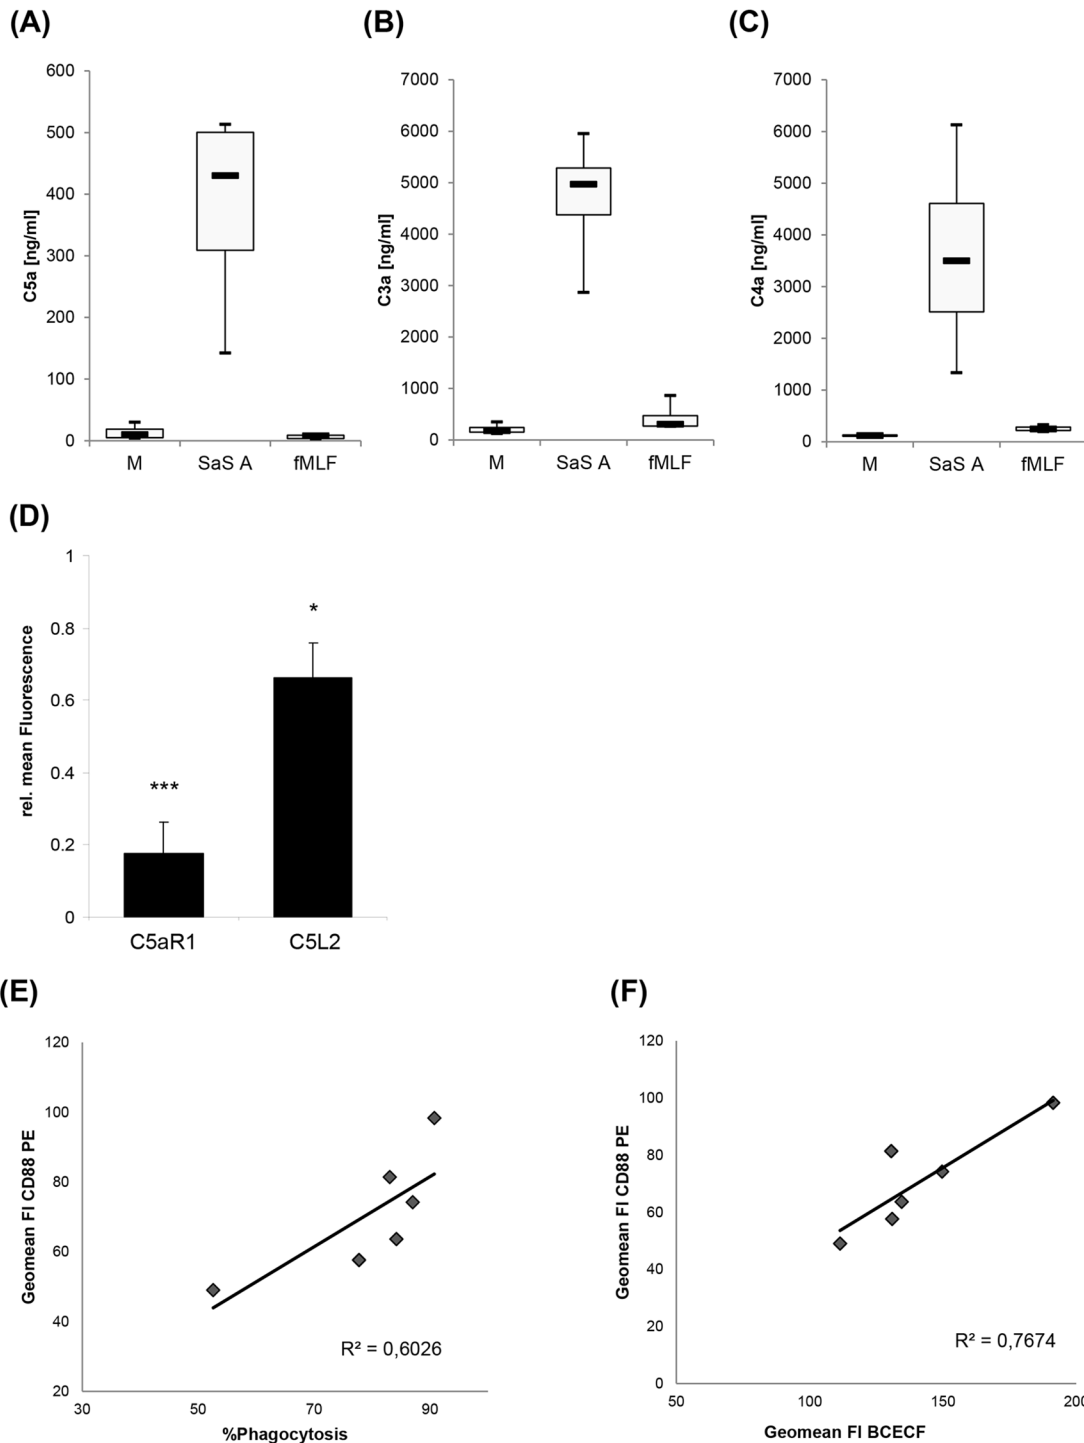 (A)
600
500
400
300
200
100
0
C5a [ng/ml]
M SaS A fMLF
(B)
7000
6000
5000
4000
3000
2000
1000
0
C3a [ng/ml]
M SaS A fMLF
(C)
7000
6000
5000
4000
3000
2000
1000
0
C4a [ng/ml]
M SaS A fMLF
(D)
1
0.8
0.6
0.4
0.2
0
rel. mean Fluorescence
***
*
C5aR1 C5L2
(E)
120
100
80
60
40
20
Geomean FI CD88 PE
R² = 0,6026
30 50 70 90
%Phagocytosis
(F)
120
100
80
60
40
20
0
Geomean FI CD88 PE
R² = 0,7674
50 100 150 200
Geomean FI BCECF